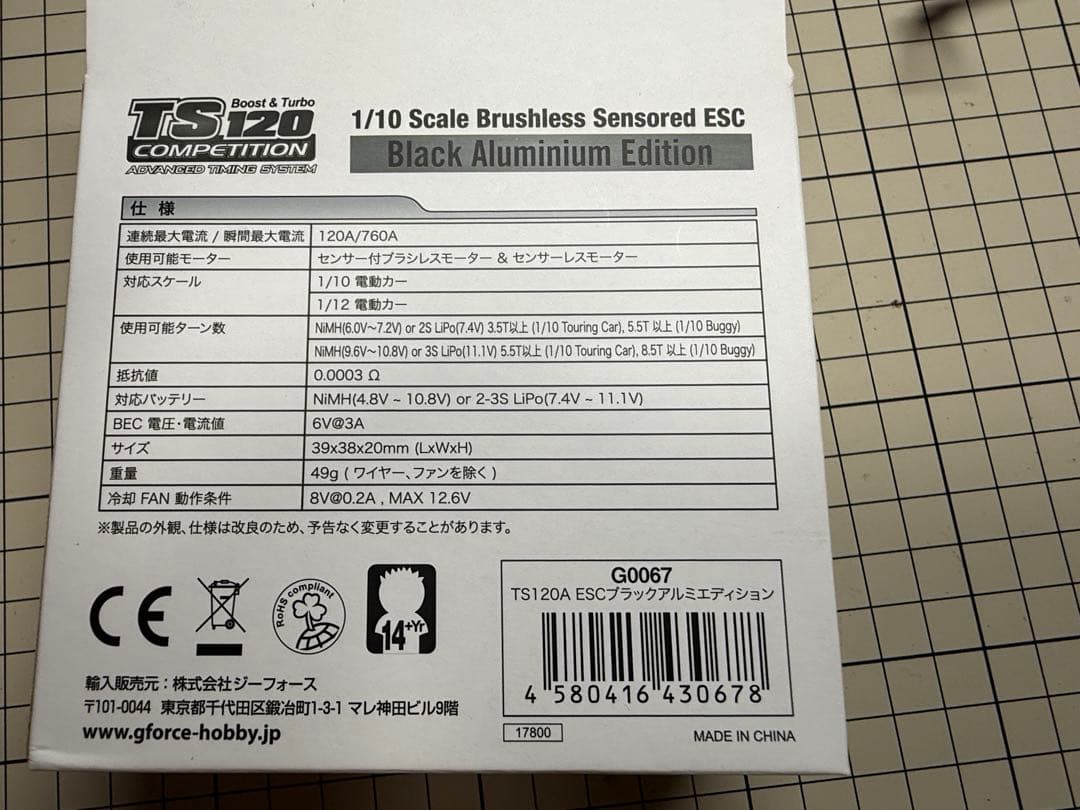 Boost & Turbo
TS120
COMPETITION
ADVANCED TIMING SYSTEM
1/10 Scale Brushless Sensored ESC
Black Aluminium Edition
仕 様
連続最大電流 / 瞬間最大電流 120A/760A
使用可能モーター センサー付ブラシレスモーター & センサーレスモーター
対応スケール 1/10 電動カー
1/12 電動カー
使用可能ターン数 NiMH(6.0V～7.2V) or 2S LiPo(7.4V) 3.5T以上 (1/10 Touring Car), 5.5T 以上 (1/10 Buggy)
NiMH(9.6V～10.8V) or 3S LiPo(11.1V) 5.5T以上 (1/10 Touring Car), 8.5T 以上 (1/10 Buggy)
抵抗値 0.0003 Ω
対応バッテリー NiMH(4.8V ~ 10.8V) or 2-3S LiPo(7.4V ~ 11.1V)
BEC 電圧・電流値 6V@3A
サイズ 39x38x20mm (LxWxH)
重量 49g ( ワイヤー、ファンを除く )
冷却 FAN 動作条件 8V@0.2A , MAX 12.6V
※製品の外観、仕様は改良のため、予告なく変更することがあります。
CE
RoHS compliant
14+Yr
輸入販売元：株式会社ジーフォース
〒101-0044 東京都千代田区鍛冶町1-3-1 マレ神田ビル9階
www.gforce-hobby.jp
G0067
TS120A ESCブラックアルミエディション
4 580416 430678
17800
MADE IN CHINA